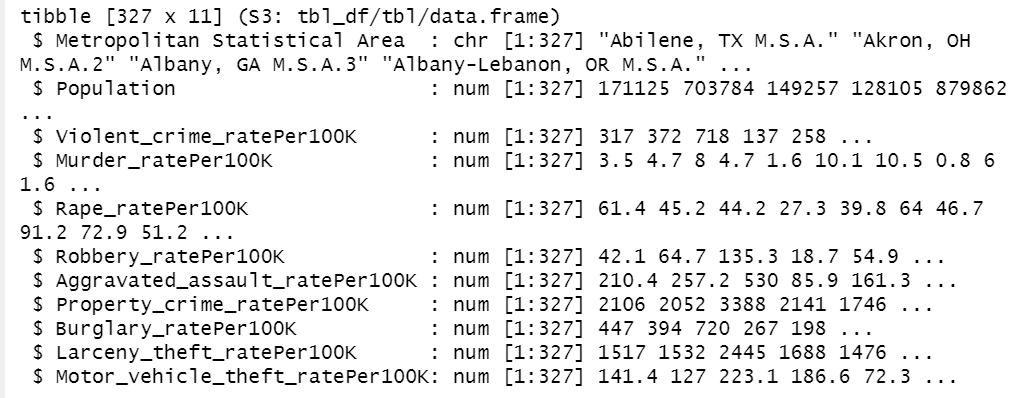 tibble [327 x 11] (S3: tbl_df/tbl/data.frame)
 $ Metropolitan Statistical Area  : chr [1:327] "Abilene, TX M.S.A." "Akron, OH
M.S.A.2" "Albany, GA M.S.A.3" "Albany-Lebanon, OR M.S.A." ...
 $ Population                     : num [1:327] 171125 703784 149257 128105 879862
...
 $ Violent_crime_ratePer100K      : num [1:327] 317 372 718 137 258 ...
 $ Murder_ratePer100K             : num [1:327] 3.5 4.7 8 4.7 1.6 10.1 10.5 0.8 6
1.6 ...
 $ Rape_ratePer100K               : num [1:327] 61.4 45.2 44.2 27.3 39.8 64 46.7
91.2 72.9 51.2 ...
 $ Robbery_ratePer100K            : num [1:327] 42.1 64.7 135.3 18.7 54.9 ...
 $ Aggravated_assault_ratePer100K : num [1:327] 210.4 257.2 530 85.9 161.3 ...
 $ Property_crime_ratePer100K     : num [1:327] 2106 2052 3388 2141 1746 ...
 $ Burglary_ratePer100K           : num [1:327] 447 394 720 267 198 ...
 $ Larceny_theft_ratePer100K      : num [1:327] 1517 1532 2445 1688 1476 ...
 $ Motor_vehicle_theft_ratePer100K: num [1:327] 141.4 127 223.1 186.6 72.3 ...